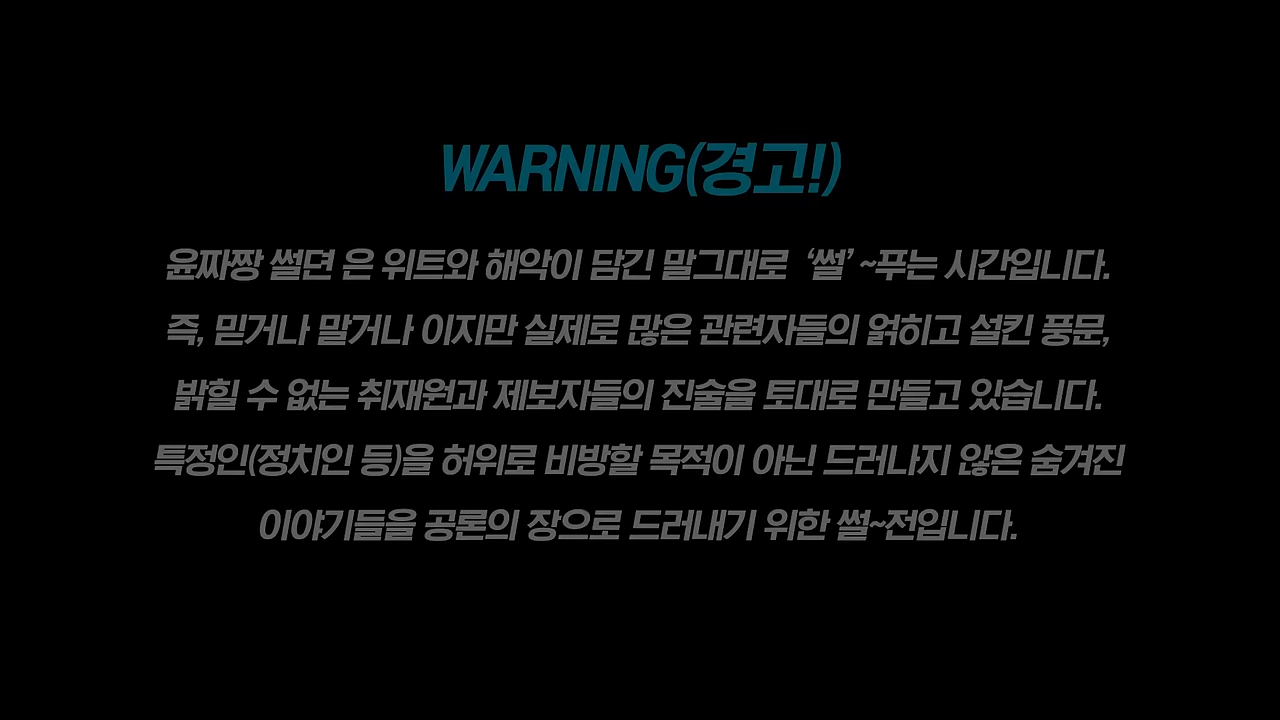 WARNING(경고!)
윤짜짱 썰뎐 은 위트와 해악이 담긴 말그대로 ‘썰’ ~푸는 시간입니다.
즉, 믿거나 말거나 이지만 실제로 많은 관련자들의 얽히고 설킨 풍문,
밝힐 수 없는 취재원과 제보자들의 진술을 토대로 만들고 있습니다.
특정인(정치인 등)을 허위로 비방할 목적이 아닌 드러나지 않은 숨겨진
이야기들을 공론의 장으로 드러내기 위한 썰~전입니다.